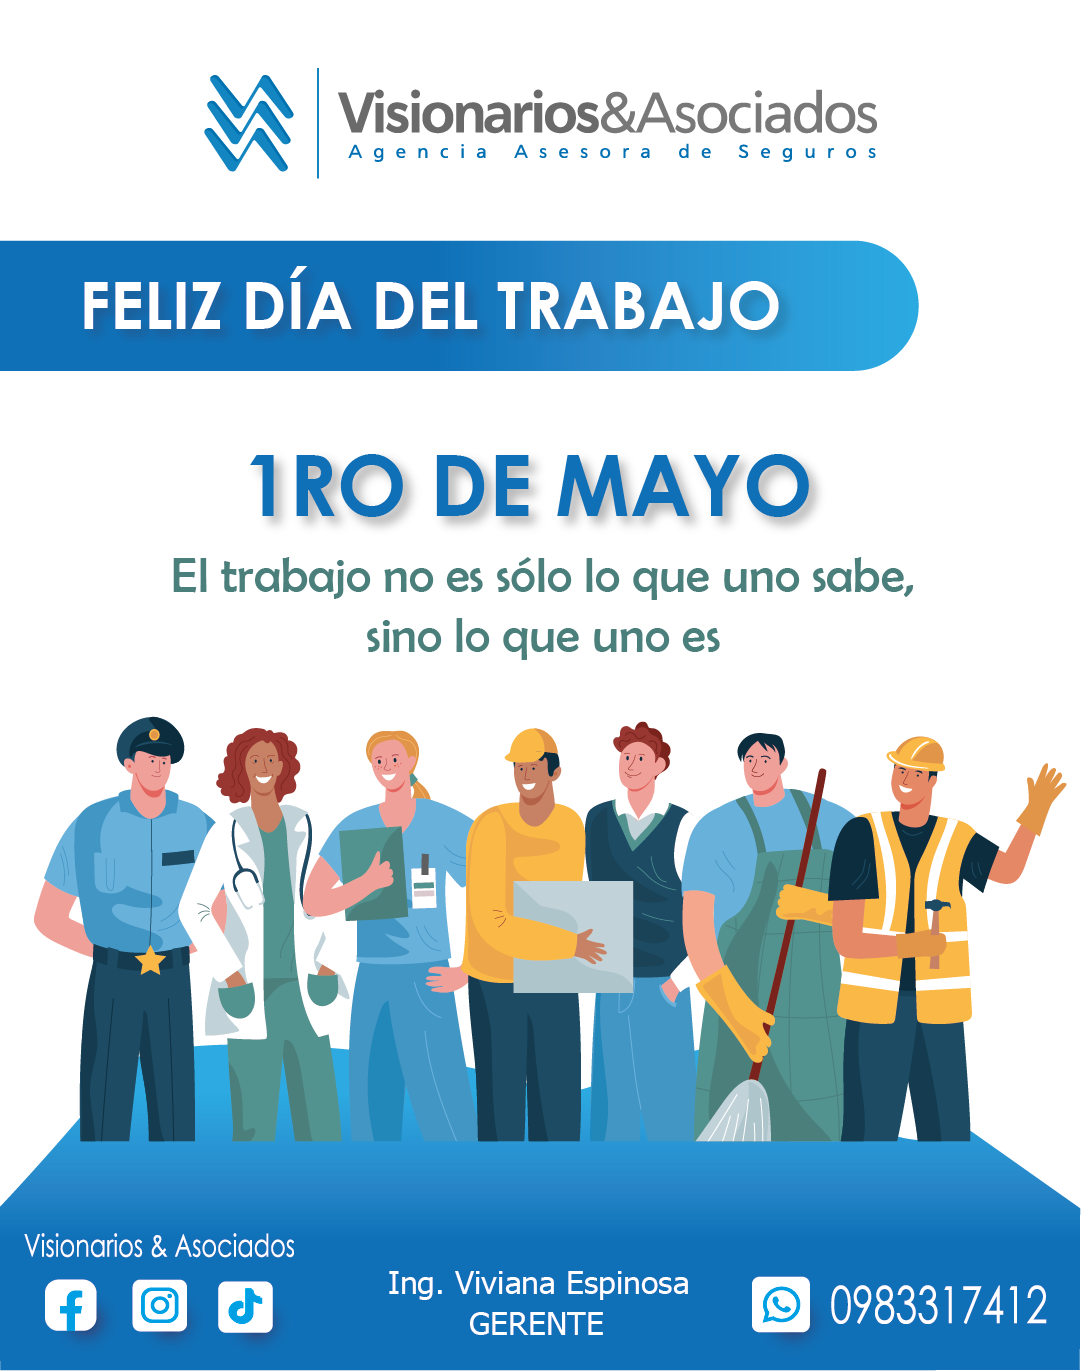 Visionarios&Asociados
Agencia Asesora de Seguros
FELIZ DÍA DEL TRABAJO
1RO DE MAYO
El trabajo no es sólo lo que uno sabe,
sino lo que uno es
Visionarios & Asociados
Ing. Viviana Espinosa
GERENTE
0983317412